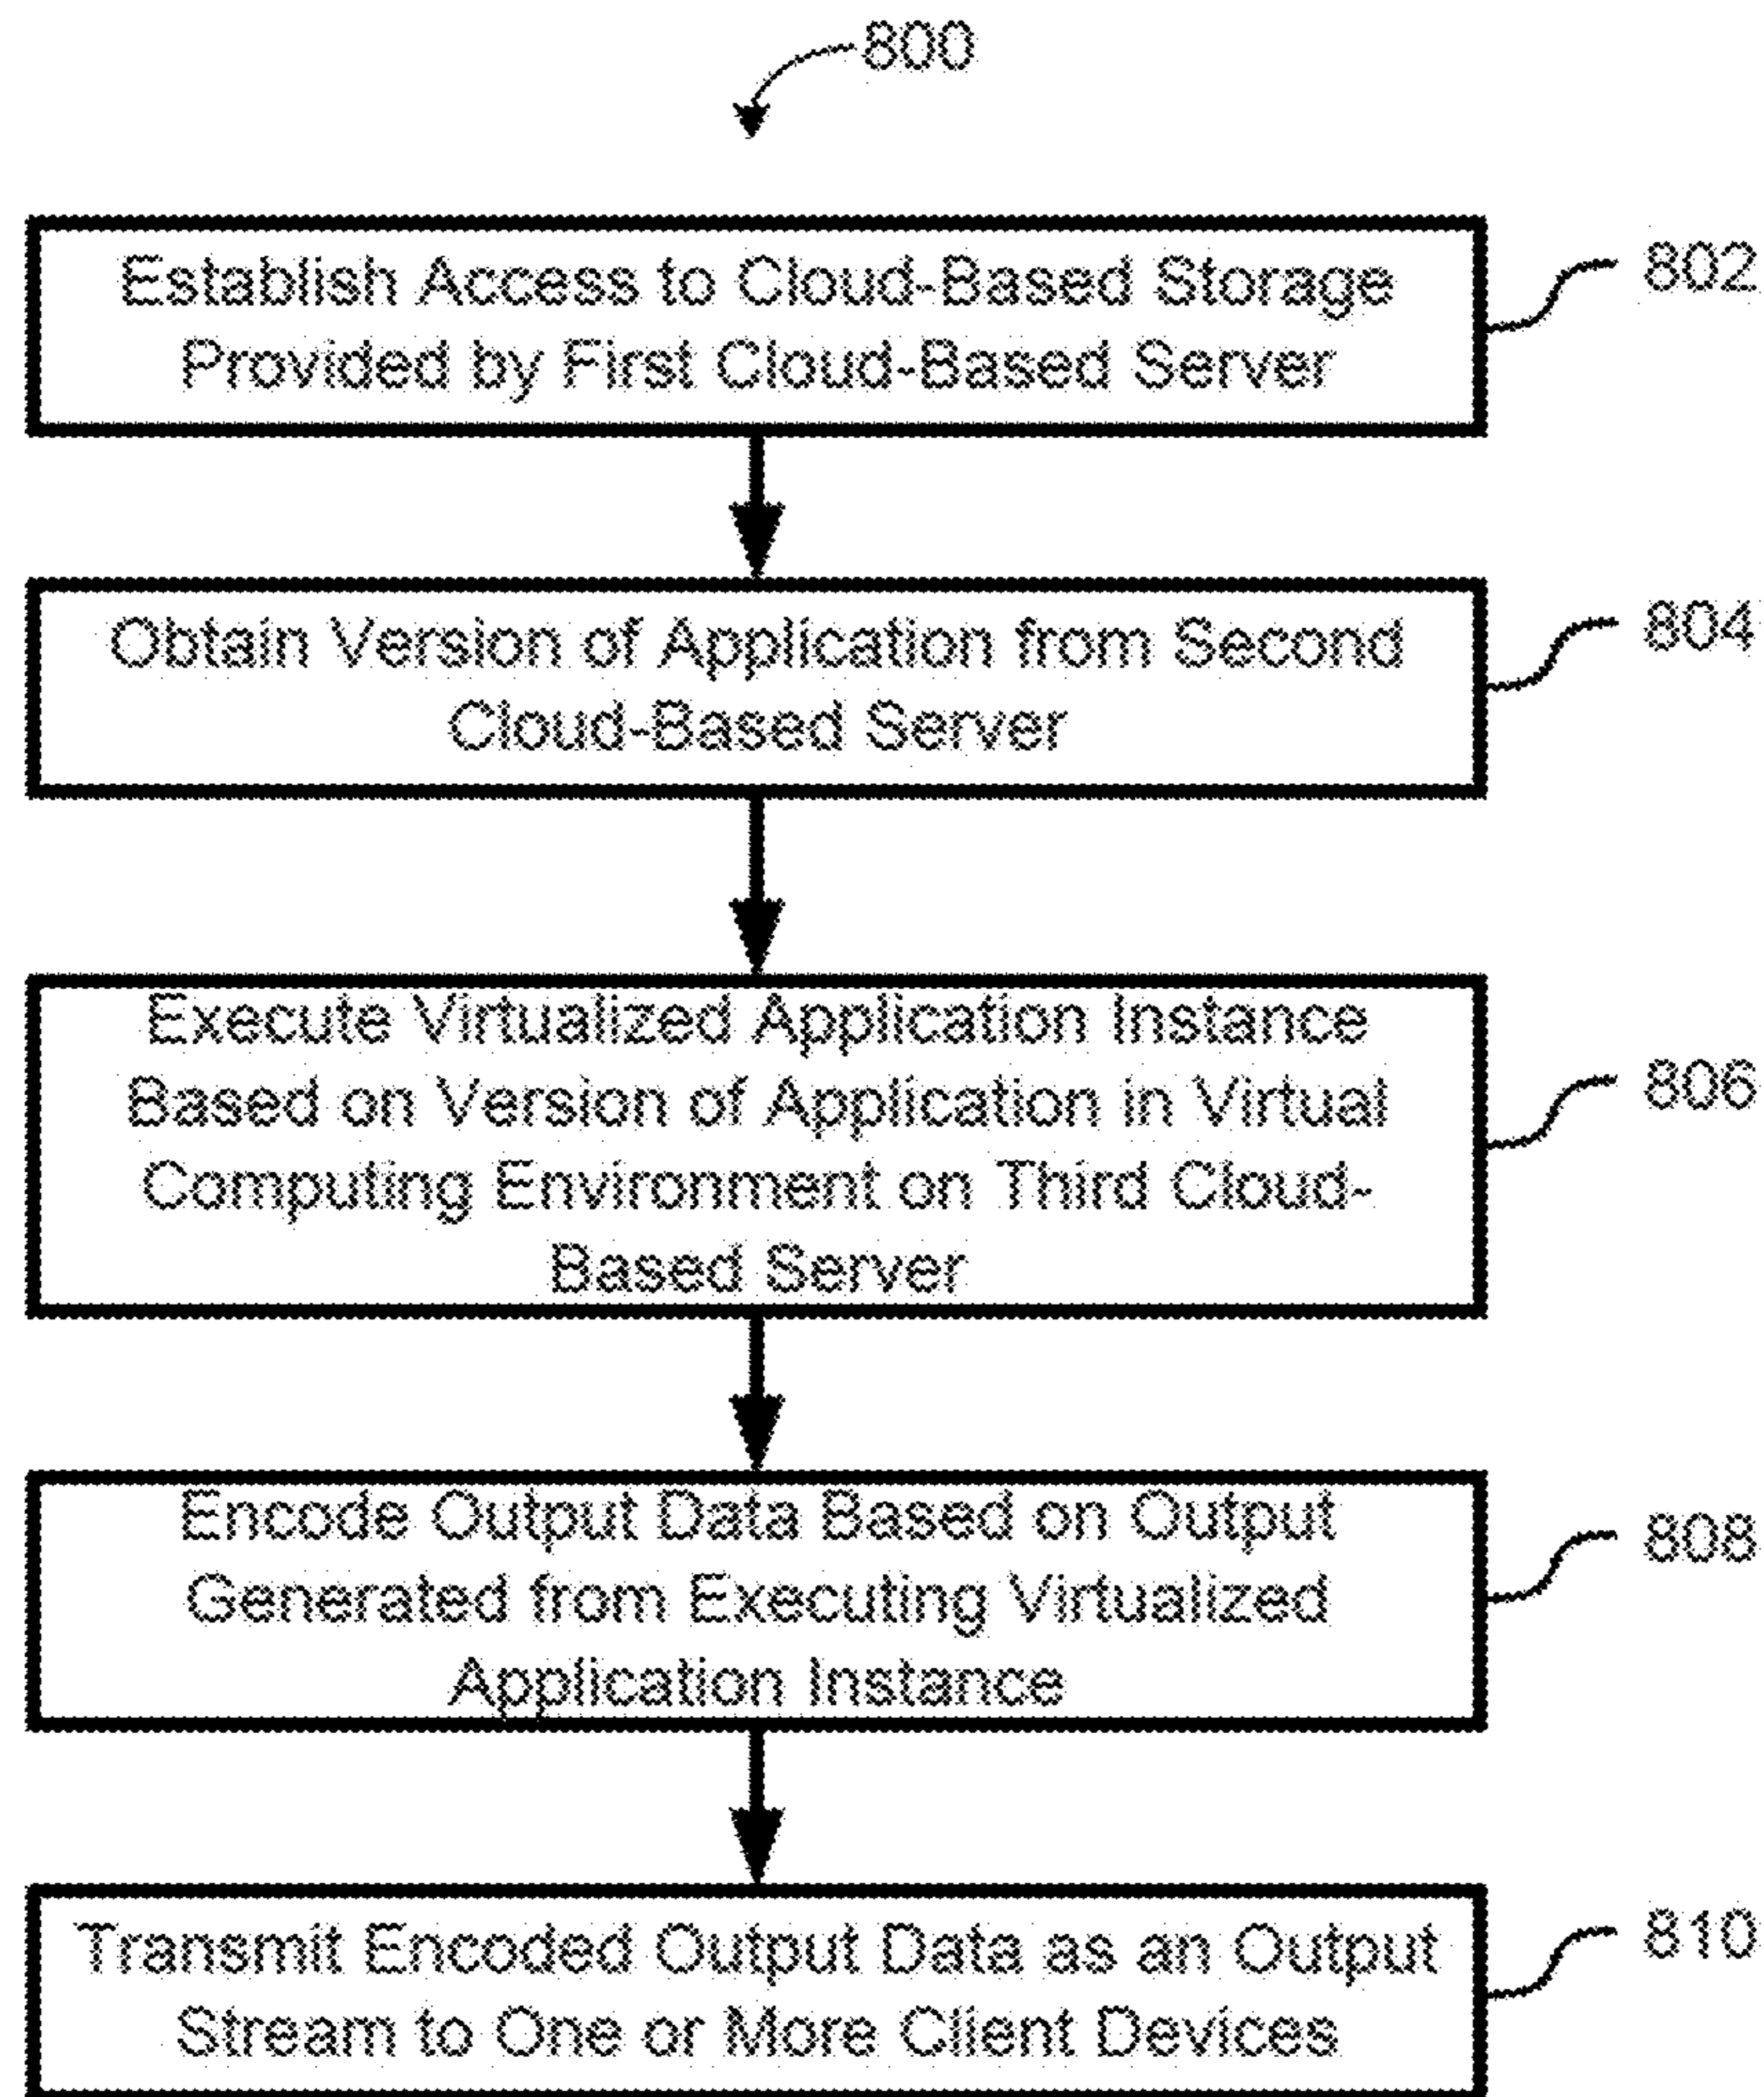 800
Establish Access to Cloud-Based Storage
Provided by First Cloud-Based Server
802
Obtain Version of Application from Second
Cloud-Based Server
804
Execute Virtualized Application Instance
Based on Version of Application in Virtual
Computing Environment on Third Cloud-
Based Server
806
Encode Output Data Based on Output
Generated from Executing Virtualized
Application Instance
808
Transmit Encoded Output Data as an Output
Stream to One or More Client Devices
810